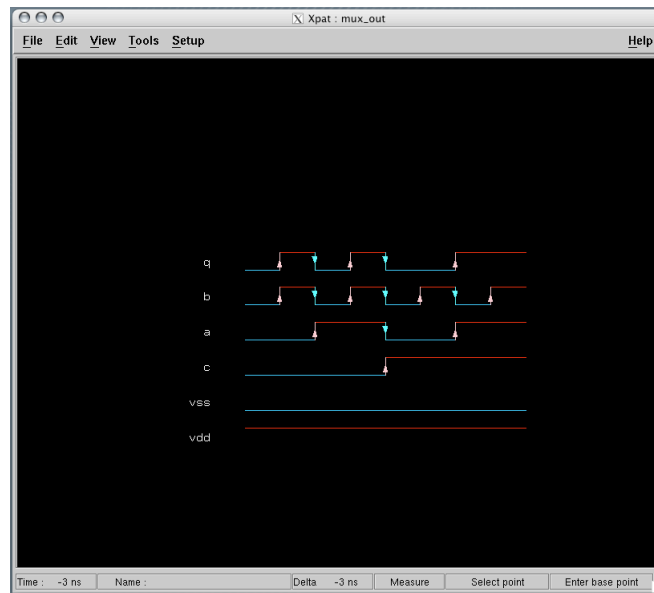 Xpat : mux_out
File Edit View Tools Setup Help
q
b
a
c
vss
vdd
Time : -3 ns Name : Delta -3 ns Measure Select point Enter base point